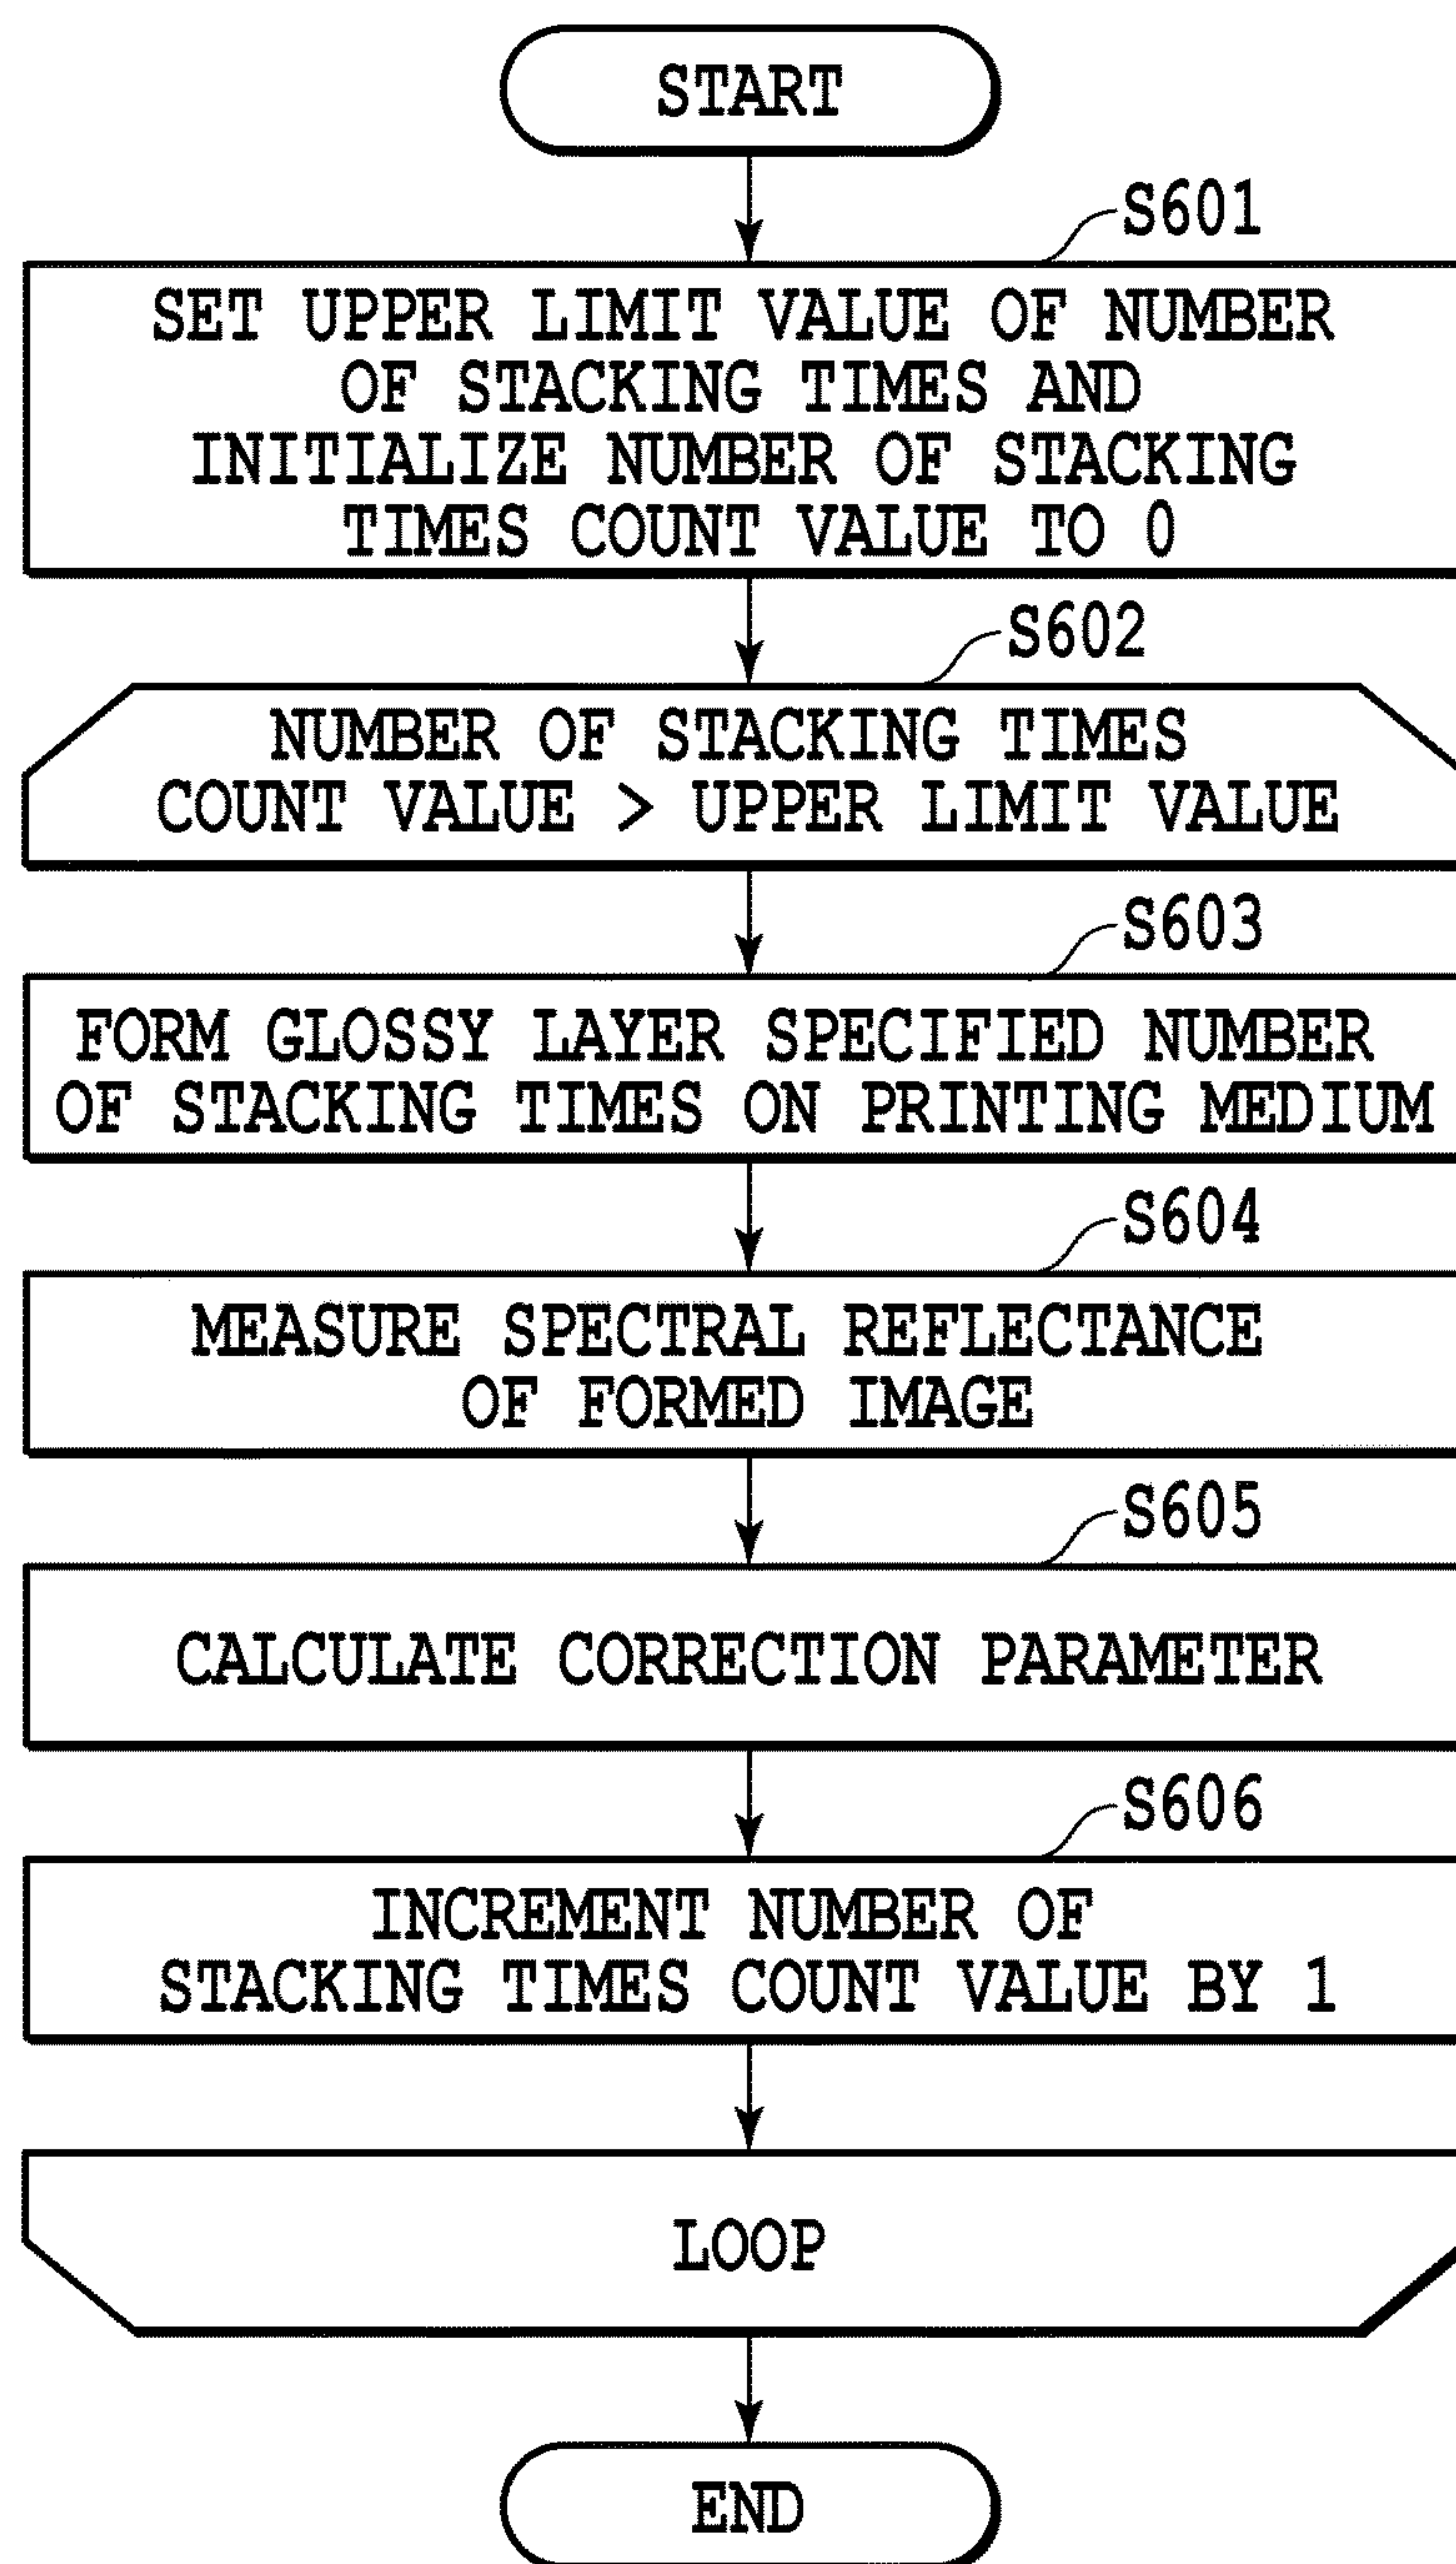 START
S601
SET UPPER LIMIT VALUE OF NUMBER
OF STACKING TIMES AND
INITIALIZE NUMBER OF STACKING
TIMES COUNT VALUE TO 0
S602
NUMBER OF STACKING TIMES
COUNT VALUE > UPPER LIMIT VALUE
S603
FORM GLOSSY LAYER SPECIFIED NUMBER
OF STACKING TIMES ON PRINTING MEDIUM
S604
MEASURE SPECTRAL REFLECTANCE
OF FORMED IMAGE
S605
CALCULATE CORRECTION PARAMETER
S606
INCREMENT NUMBER OF
STACKING TIMES COUNT VALUE BY 1
LOOP
END